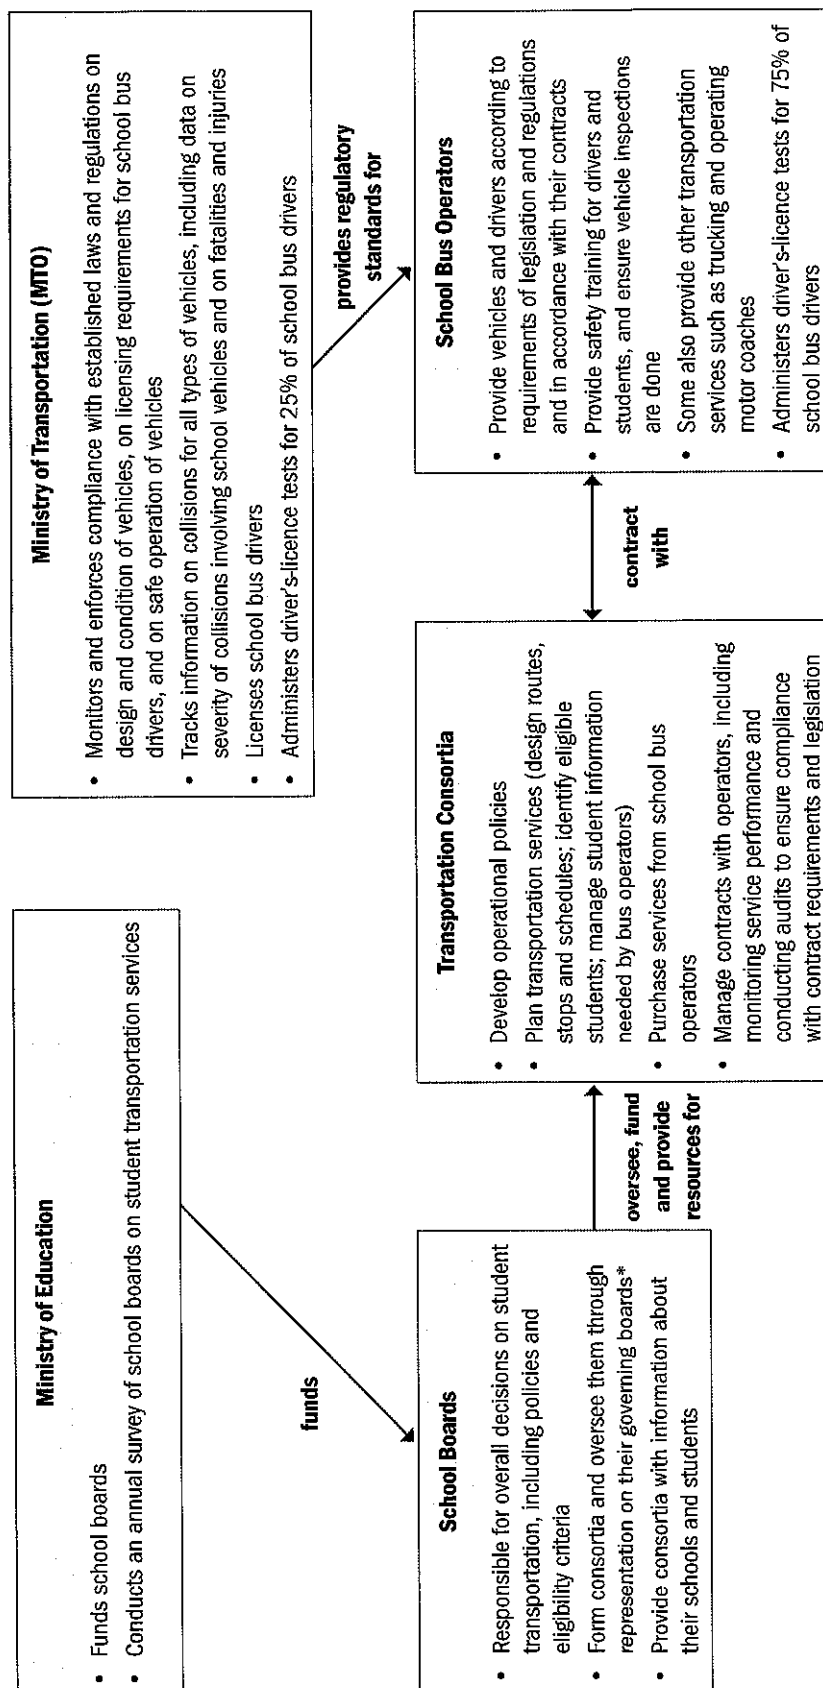 Ministry of Education
• Funds school boards
• Conducts an annual survey of school boards on student transportation services
Ministry of Transportation (MTO)
• Monitors and enforces compliance with established laws and regulations on
design and condition of vehicles, on licensing requirements for school bus
drivers, and on safe operation of vehicles
• Tracks information on collisions for all types of vehicles, including data on
severity of collisions involving school vehicles and on fatalities and injuries
• Licenses school bus drivers
• Administers driver's-licence tests for 25% of school bus drivers
funds
provides regulatory
standards for
School Boards
• Responsible for overall decisions on student
transportation, including policies and
eligibility criteria
• Form consortia and oversee them through
representation on their governing boards*
• Provide consortia with information about
their schools and students
oversee, fund
and provide
resources for
Transportation Consortia
• Develop operational policies
• Plan transportation services (design routes,
stops and schedules; identify eligible
students; manage student information
needed by bus operators)
• Purchase services from school bus
operators
• Manage contracts with operators, including
monitoring service performance and
conducting audits to ensure compliance
with contract requirements and legislation
contract
with
School Bus Operators
• Provide vehicles and drivers according to
requirements of legislation and regulations
and in accordance with their contracts
• Provide safety training for drivers and
students, and ensure vehicle inspections
are done
• Some also provide other transportation
services such as trucking and operating
motor coaches
• Administers driver's-licence tests for 75% of
school bus drivers